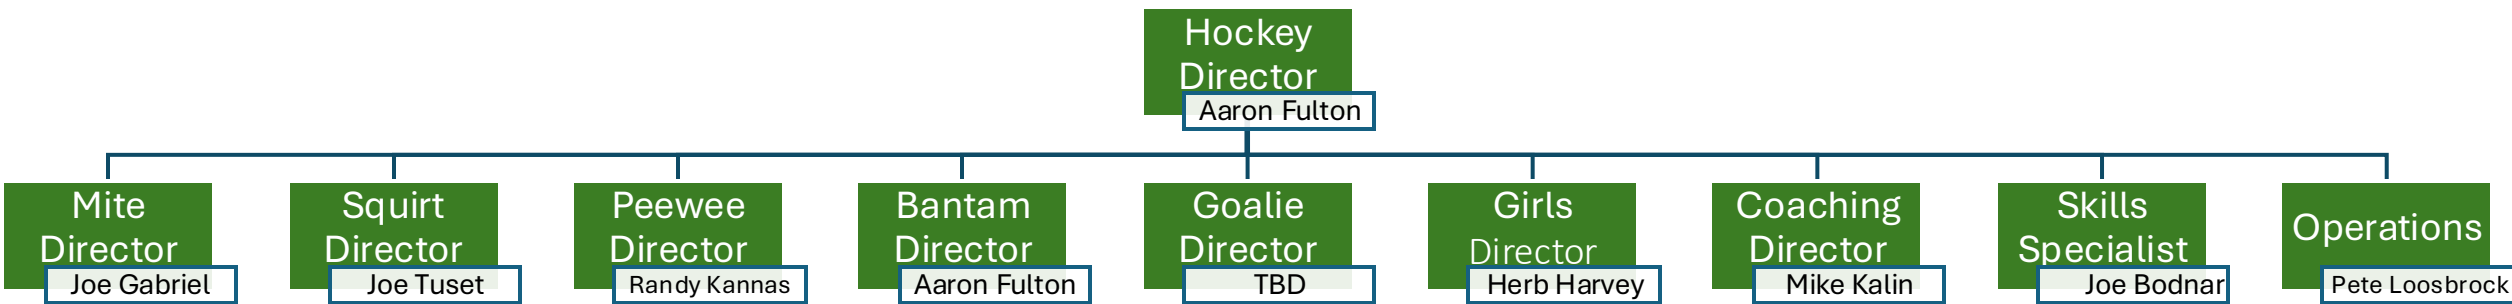 Hockey
Director
Aaron Fulton
Mite
Director
Joe Gabriel
Squirt
Director
Joe Tuset
Peewee
Director
Randy Kannas
Bantam
Director
Aaron Fulton
Goalie
Director
TBD
Girls
Director
Herb Harvey
Coaching
Director
Mike Kalin
Skills
Specialist
Joe Bodnar
Operations
Pete Loosbrock